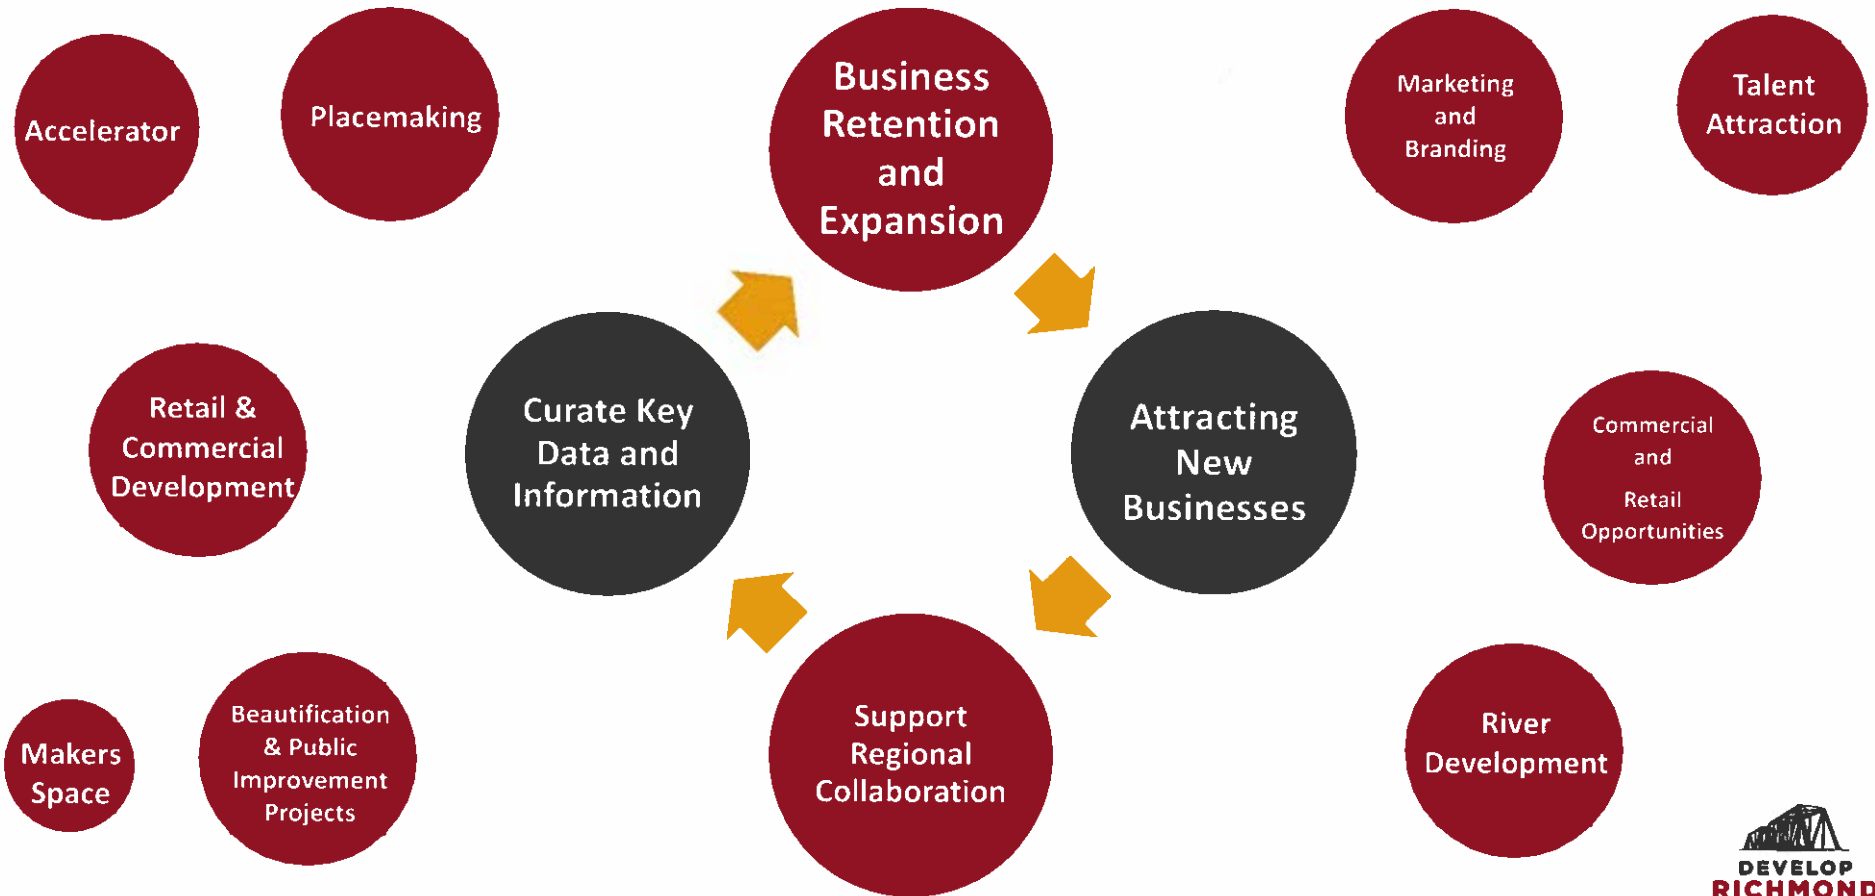 Accelerator
Placemaking
Business
Retention
and
Expansion
Marketing
and
Branding
Talent
Attraction
Retail &
Commercial
Development
Curate Key
Data and
Information
Attracting
New
Businesses
Commercial
and
Retail
Opportunities
Makers
Space
Beautification
& Public
Improvement
Projects
Support
Regional
Collaboration
River
Development
DEVELOP
RICHMOND